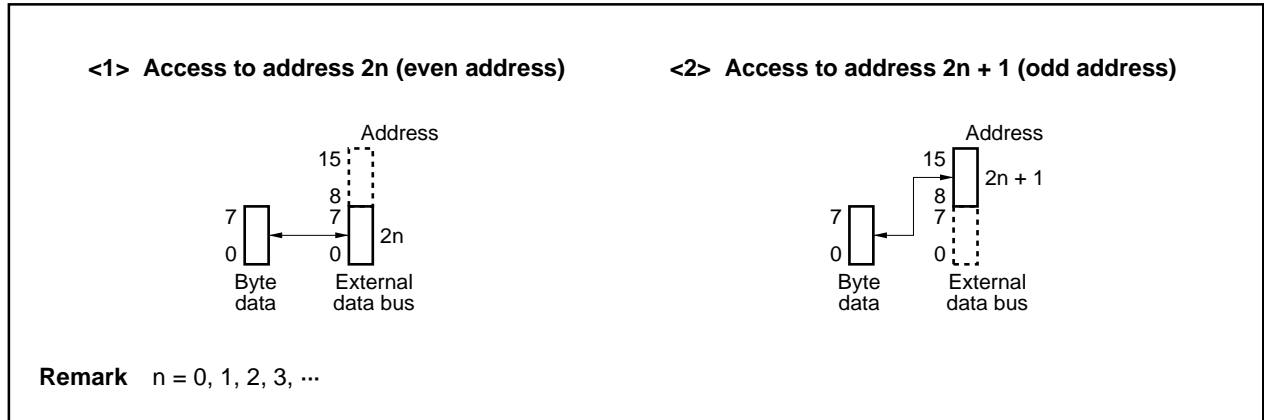 <1> Access to address 2n (even address)
Address
15
8
7
7
2n
0
0
Byte
data
External
data bus
<2> Access to address 2n + 1 (odd address)
Address
15
2n + 1
8
7
7
0
0
Byte
data
External
data bus
Remark n = 0, 1, 2, 3, ···